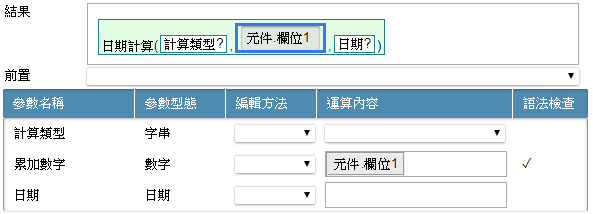 結果
日期計算( 計算類型? , 元件.欄位1 , 日期? )
前置
參數名稱 參數型態 編輯方法 運算內容 語法檢查
計算類型 字串
累加數字 數字 元件.欄位1 ✓
日期 日期